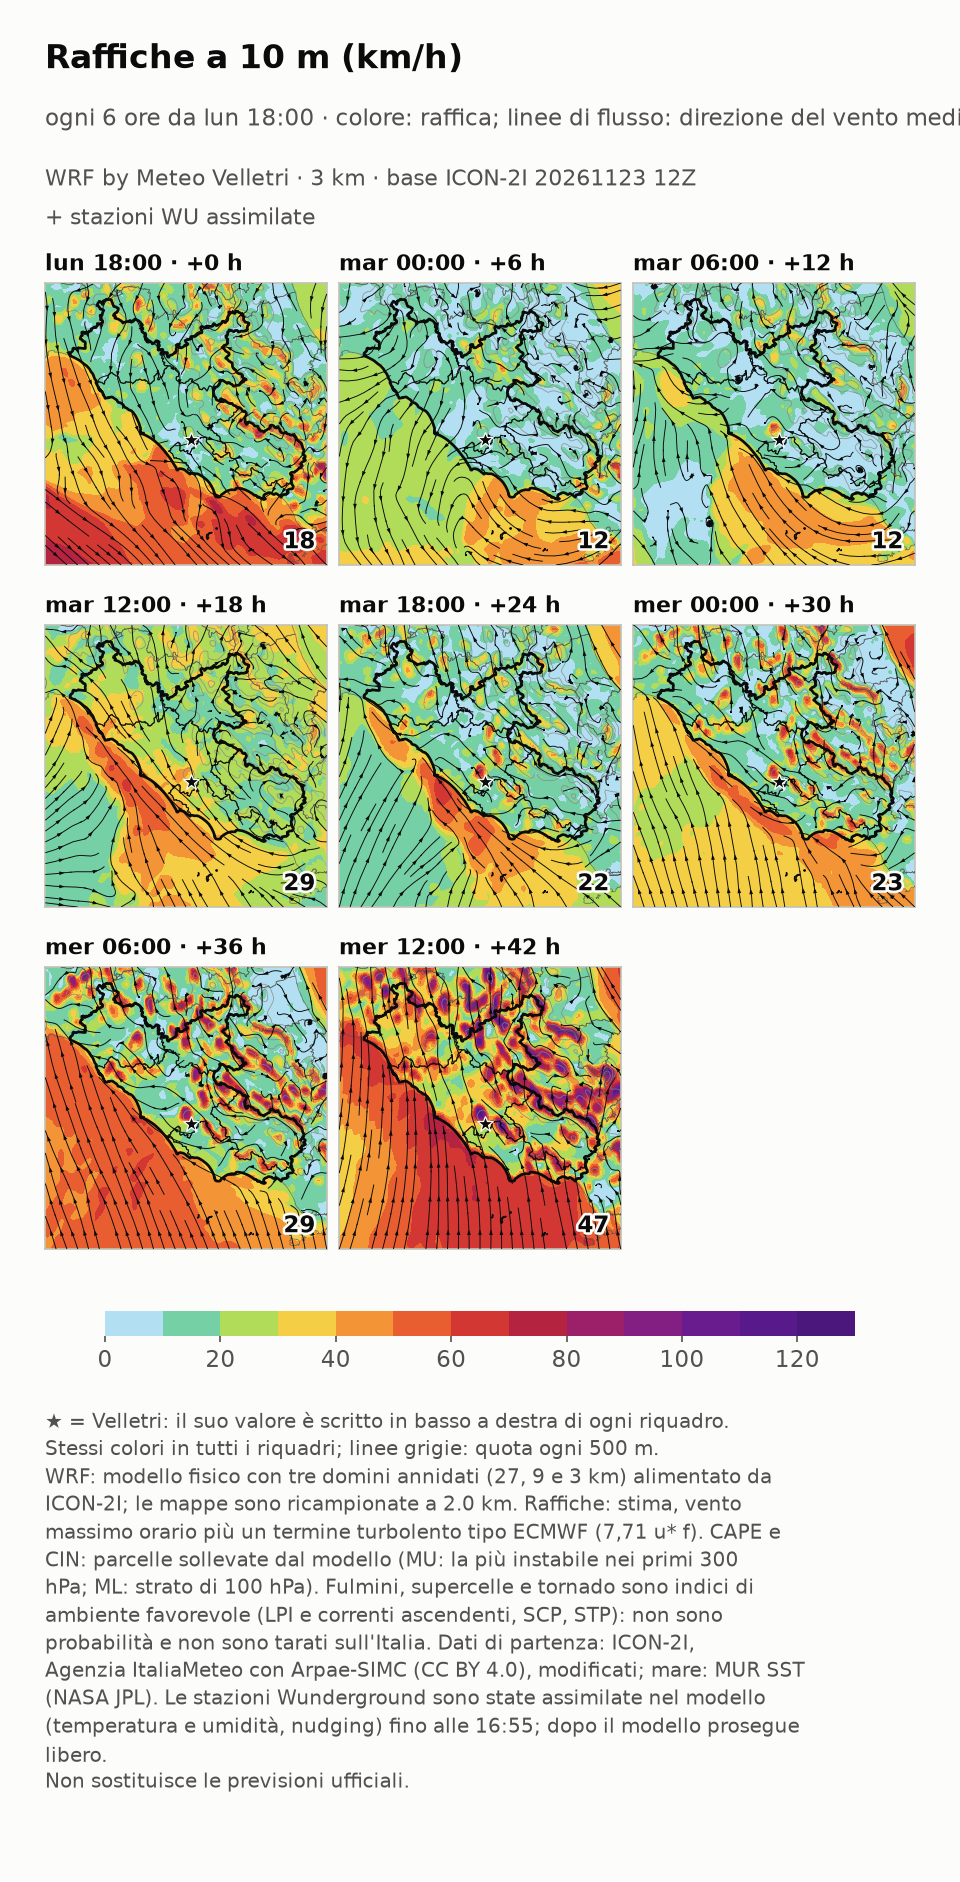 Raffiche a 10 m (km/h)
ogni 6 ore da lun 18:00 · colore: raffica; linee di flusso: direzione del vento medi
WRF by Meteo Velletri · 3 km · base ICON-2I 20261123 12Z
+ stazioni WU assimilate
lun 18:00 · +0 h
mar 00:00 · +6 h
mar 06:00 · +12 h
18
12
12
mar 12:00 · +18 h
mar 18:00 · +24 h
mer 00:00 · +30 h
29
22
23
mer 06:00 · +36 h
mer 12:00 · +42 h
29
47
0 20 40 60 80 100 120
★ = Velletri: il suo valore è scritto in basso a destra di ogni riquadro.
Stessi colori in tutti i riquadri; linee grigie: quota ogni 500 m.
WRF: modello fisico con tre domini annidati (27, 9 e 3 km) alimentato da
ICON-2I; le mappe sono ricampionate a 2.0 km. Raffiche: stima, vento
massimo orario più un termine turbolento tipo ECMWF (7,71 u* f). CAPE e
CIN: parcelle sollevate dal modello (MU: la più instabile nei primi 300
hPa; ML: strato di 100 hPa). Fulmini, supercelle e tornado sono indici di
ambiente favorevole (LPI e correnti ascendenti, SCP, STP): non sono
probabilità e non sono tarati sull'Italia. Dati di partenza: ICON-2I,
Agenzia ItaliaMeteo con Arpae-SIMC (CC BY 4.0), modificati; mare: MUR SST
(NASA JPL). Le stazioni Wunderground sono state assimilate nel modello
(temperatura e umidità, nudging) fino alle 16:55; dopo il modello prosegue
libero.
Non sostituisce le previsioni ufficiali.